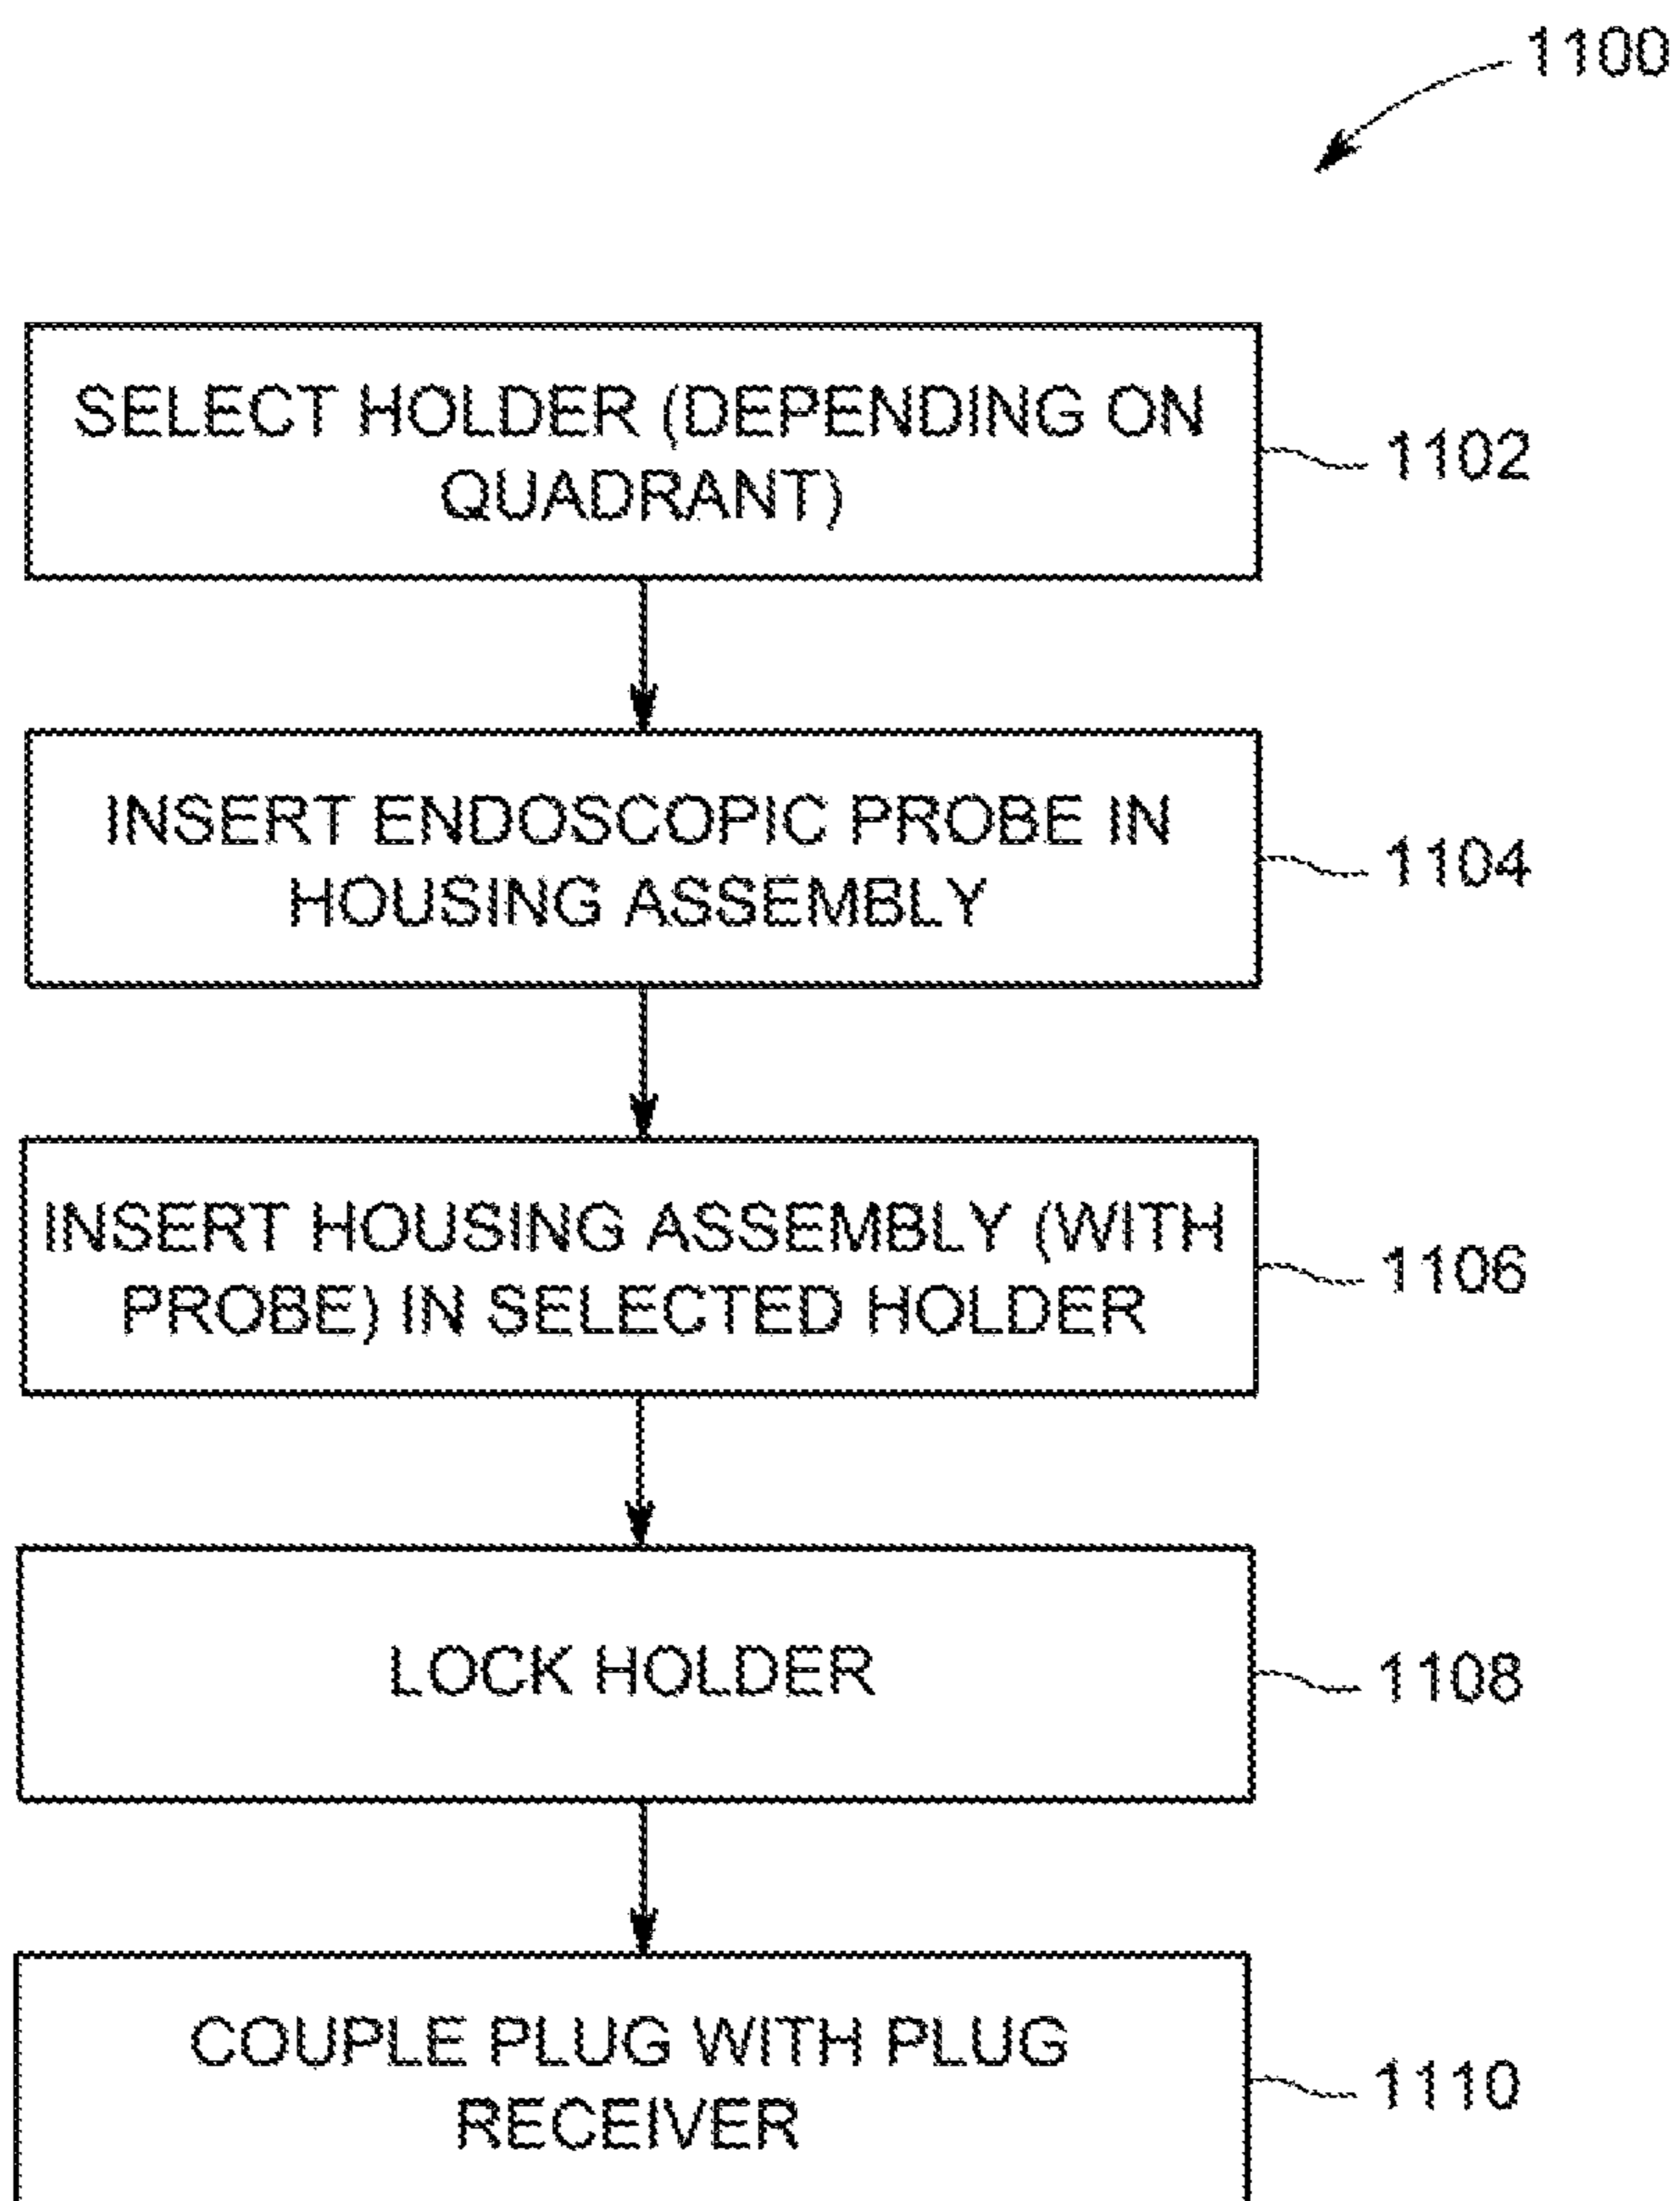 1100
SELECT HOLDER (DEPENDING ON
QUADRANT)
1102
INSERT ENDOSCOPIC PROBE IN
HOUSING ASSEMBLY
1104
INSERT HOUSING ASSEMBLY (WITH
PROBE) IN SELECTED HOLDER
1106
LOCK HOLDER
1108
COUPLE PLUG WITH PLUG
RECEIVER
1110